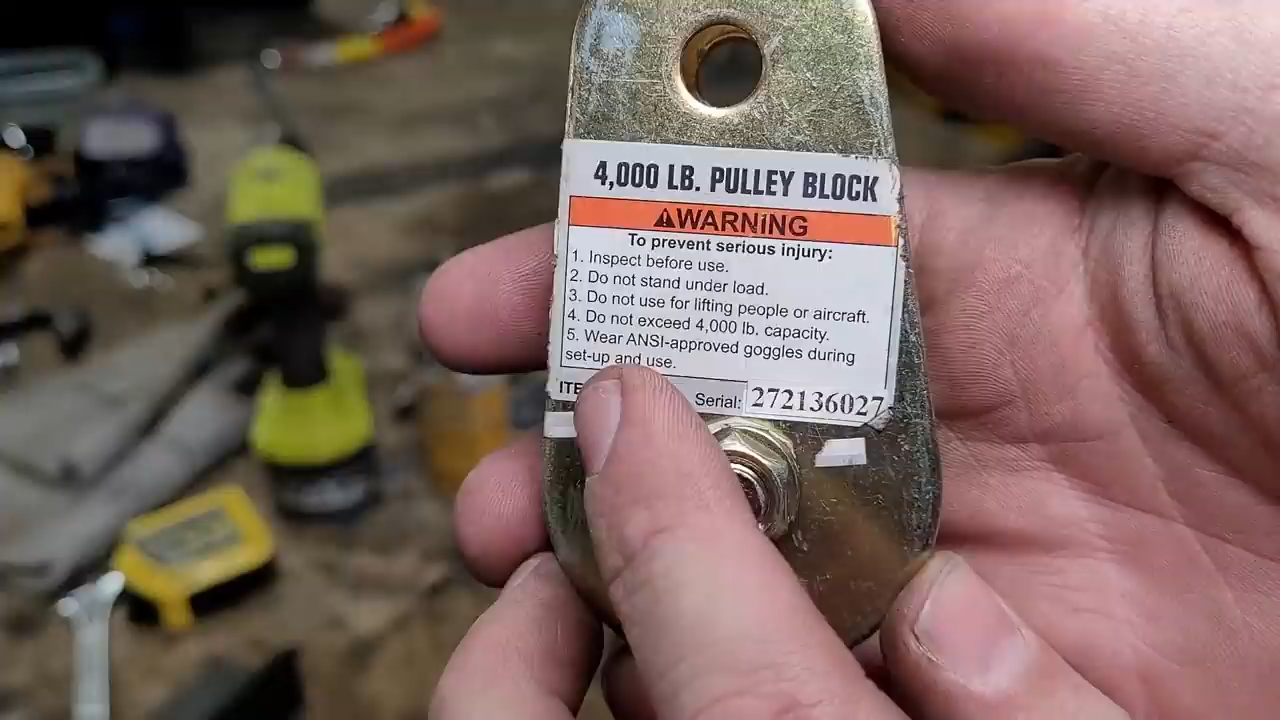 4,000 LB. PULLEY BLOCK
WARNING
To prevent serious injury:
1. Inspect before use.
2. Do not stand under load.
3. Do not use for lifting people or aircraft.
4. Do not exceed 4,000 lb. capacity.
5. Wear ANSI-approved goggles during
set-up and use.
Serial: 272136027